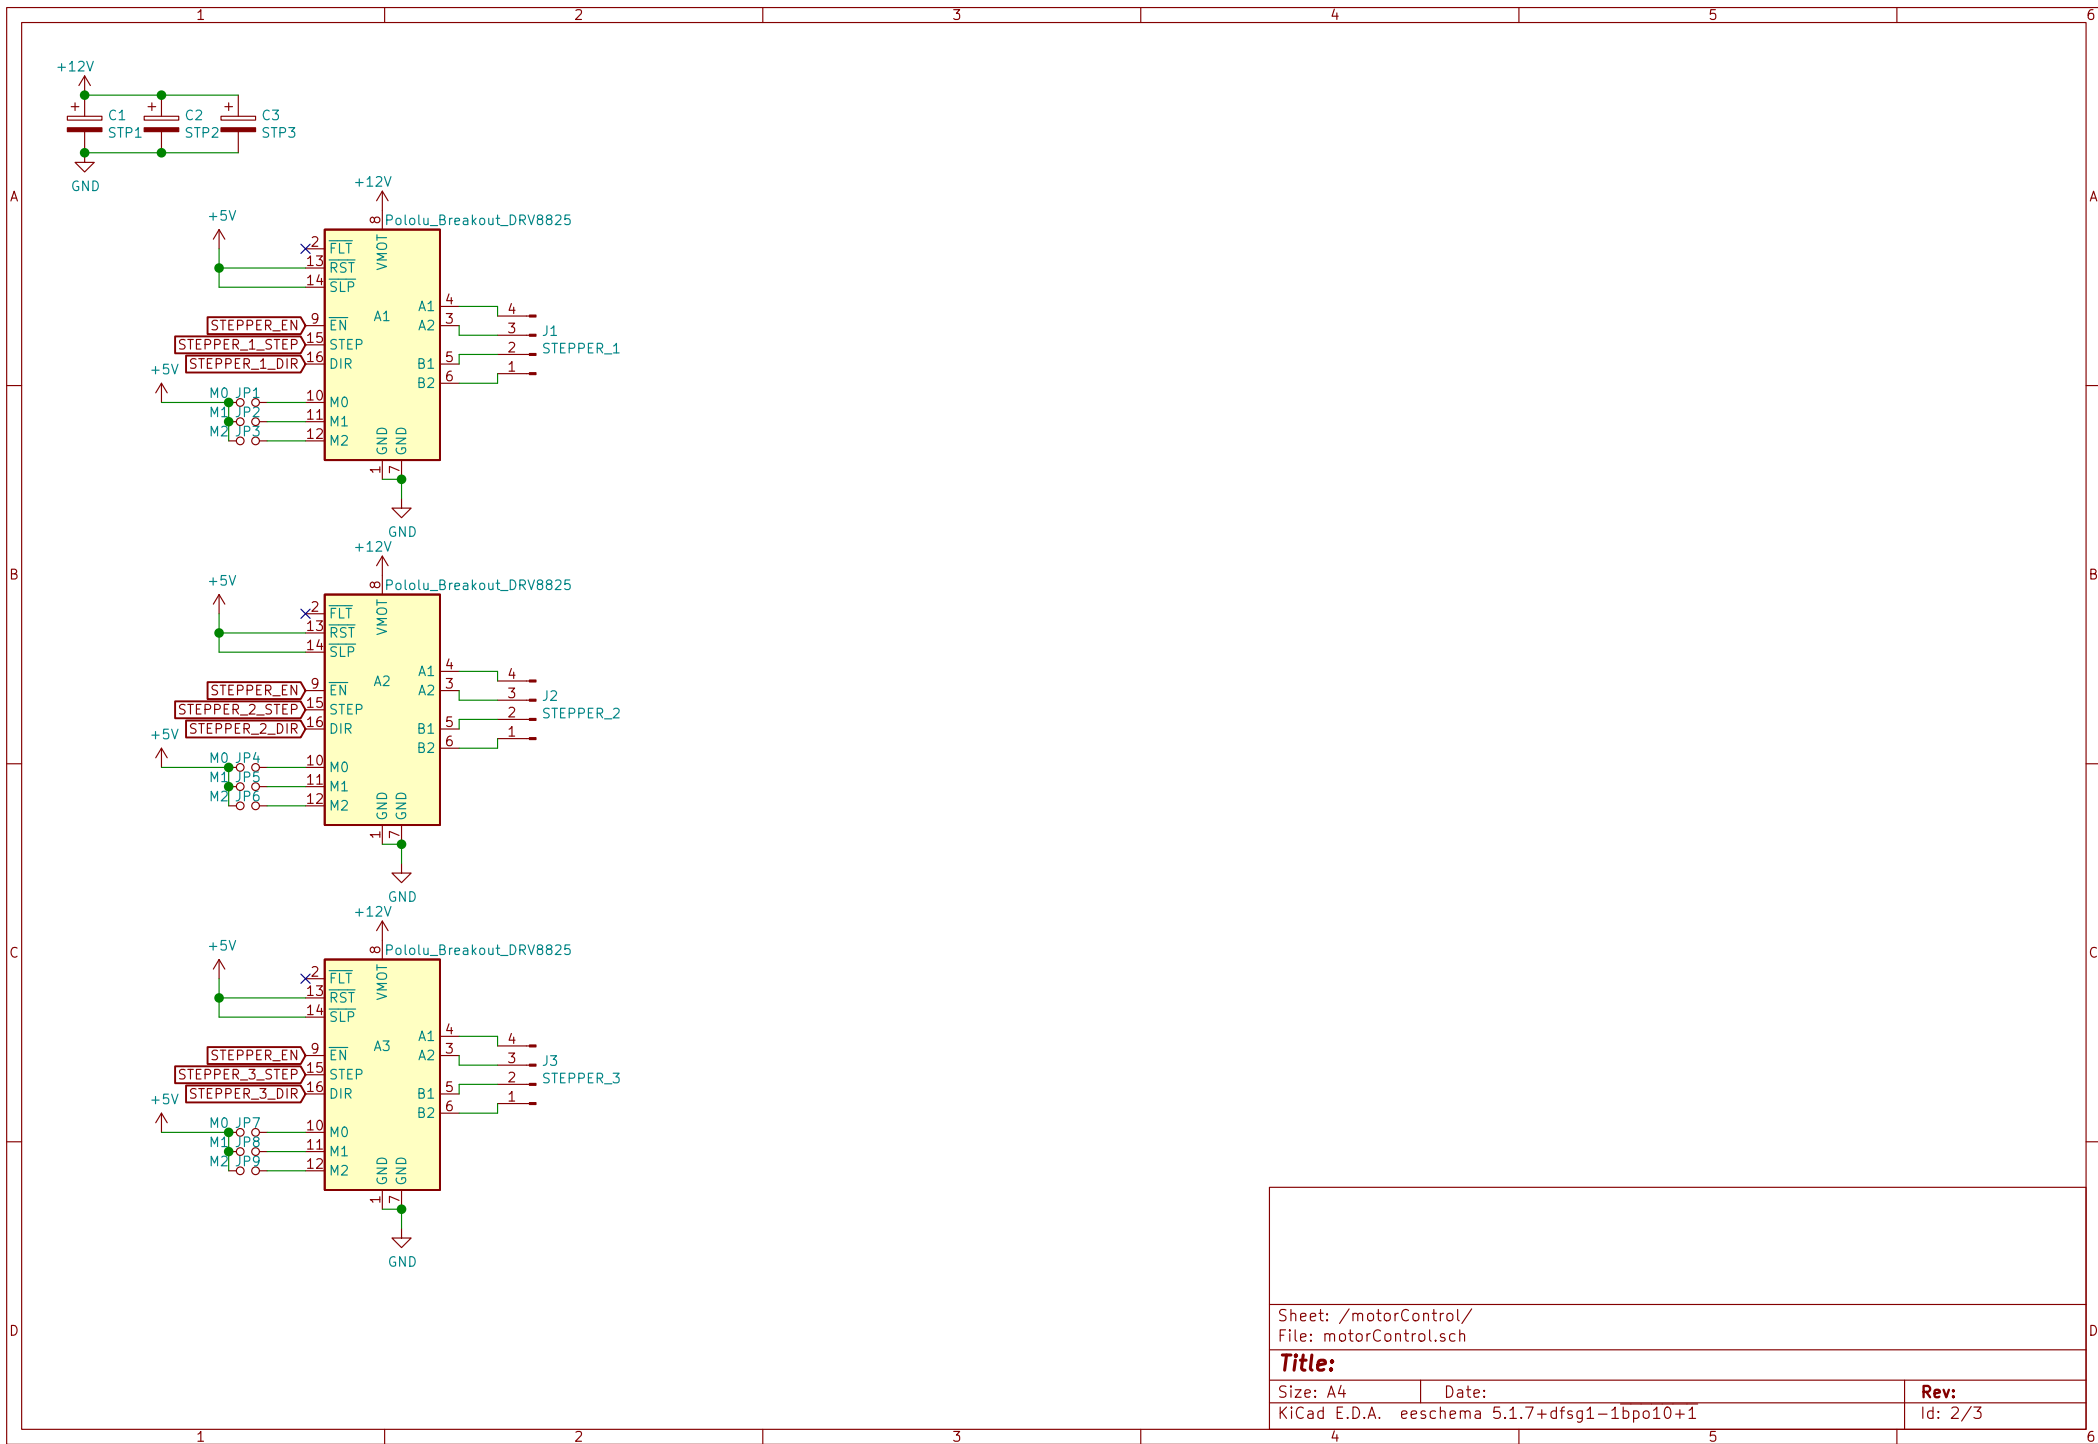 1 2 3 4 5 6
A A
B B
C C
D D
+12V
+ + +
C1 C2 C3
STP1 STP2 STP3
GND
+12V
8 Pololu_Breakout_DRV8825
+5V
VMOT
2 FLT
13 RST
14 SLP
A1
9 EN
STEPPER_EN
15 STEP
STEPPER_1_STEP
16 DIR
STEPPER_1_DIR
+5V
M0 JP1 10 M0
M1 JP2 11 M1
M2 JP3 12 M2
A1 4 4
A2 3 3
B1 5 2
B2 6 1
J1
STEPPER_1
GND GND
1 7
GND
+12V
8 Pololu_Breakout_DRV8825
+5V
VMOT
2 FLT
13 RST
14 SLP
A2
9 EN
STEPPER_EN
15 STEP
STEPPER_2_STEP
16 DIR
STEPPER_2_DIR
+5V
M0 JP4 10 M0
M1 JP5 11 M1
M2 JP6 12 M2
A1 4 4
A2 3 3
B1 5 2
B2 6 1
J2
STEPPER_2
GND GND
1 7
GND
+12V
8 Pololu_Breakout_DRV8825
+5V
VMOT
2 FLT
13 RST
14 SLP
A3
9 EN
STEPPER_EN
15 STEP
STEPPER_3_STEP
16 DIR
STEPPER_3_DIR
+5V
M0 JP7 10 M0
M1 JP8 11 M1
M2 JP9 12 M2
A1 4 4
A2 3 3
B1 5 2
B2 6 1
J3
STEPPER_3
GND GND
1 7
GND
Sheet: /motorControl/
File: motorControl.sch
Title:
Size: A4 Date: Rev:
KiCad E.D.A. eeschema 5.1.7+dfsg1-1bpo10+1 Id: 2/3
1 2 3 4 5 6